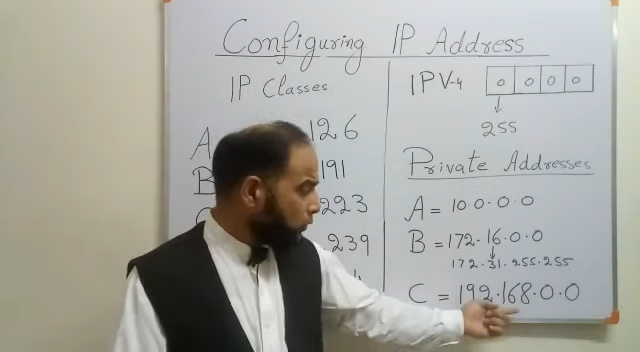 Configuring IP Address
IP Classes
A 126
B 191
223
239
IPV-4 0 0 0 0
255
Private Addresses
A = 10.0.0.0
B = 172.16.0.0
172.31.255.255
C = 192.168.0.0